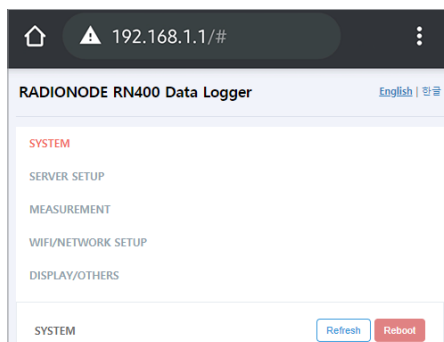 192.168.1.1/#
RADIONODE RN400 Data Logger English | 한글
SYSTEM
SERVER SETUP
MEASUREMENT
WIFI/NETWORK SETUP
DISPLAY/OTHERS
SYSTEM Refresh Reboot